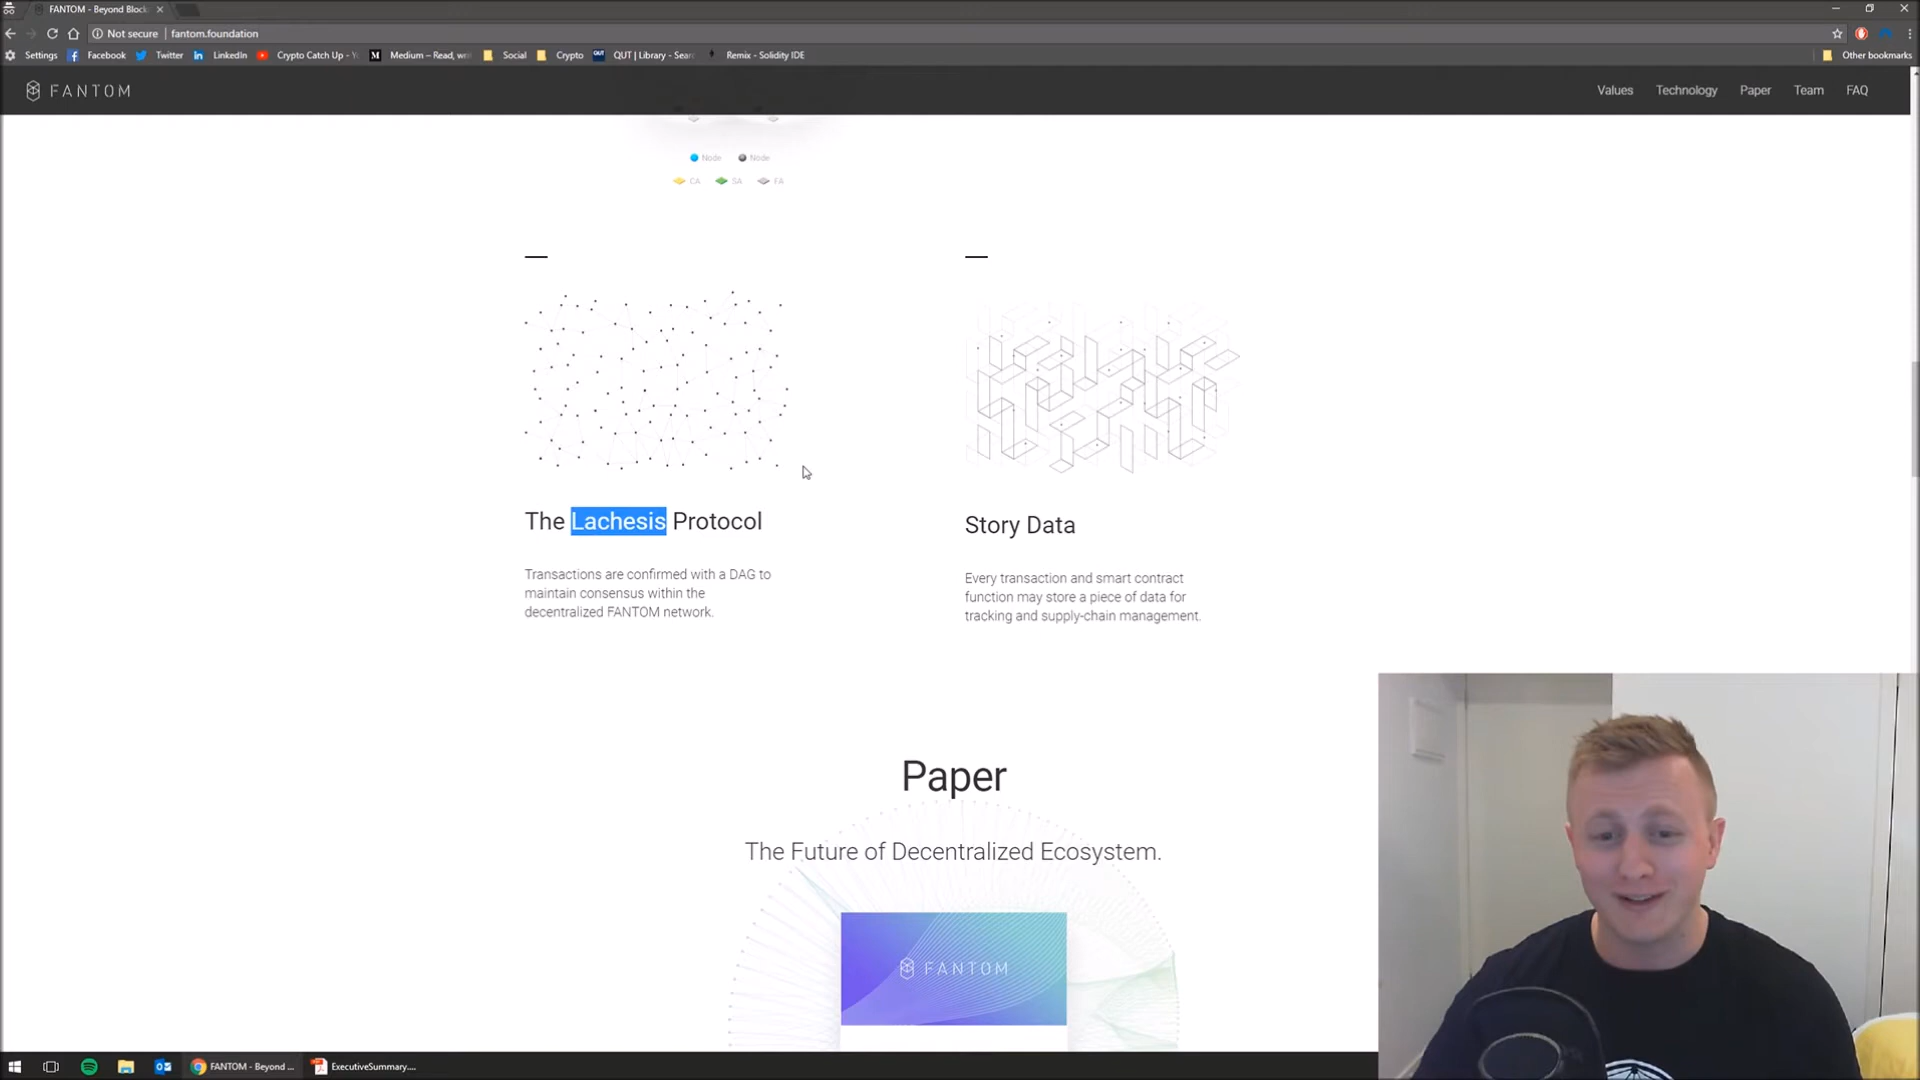 FANTOM - Beyond Block
Not secure | fantom.foundation
Settings Facebook Twitter LinkedIn Crypto Catch Up - Y M Medium – Read, wri Social Crypto QUT QUT | Library - Sear Remix - Solidity IDE Other bookmarks
FANTOM Values Technology Paper Team FAQ
Node Node
CA SA FA
The Lachesis Protocol
Transactions are confirmed with a DAG to
maintain consensus within the
decentralized FANTOM network.
Story Data
Every transaction and smart contract
function may store a piece of data for
tracking and supply-chain management.
Paper
The Future of Decentralized Ecosystem.
FANTOM
FANTOM - Beyond ... ExecutiveSummary....